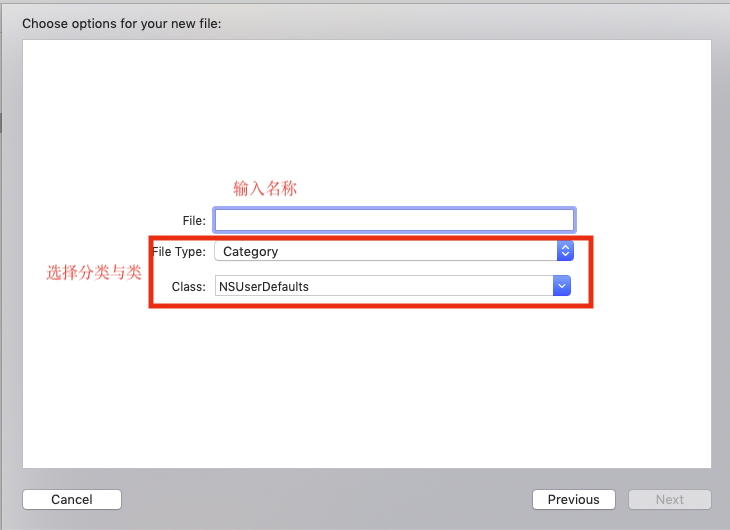 Choose options for your new file:
输入名称
File:
File Type: Category
选择分类与类
Class: NSUserDefaults
Cancel
Previous
Next